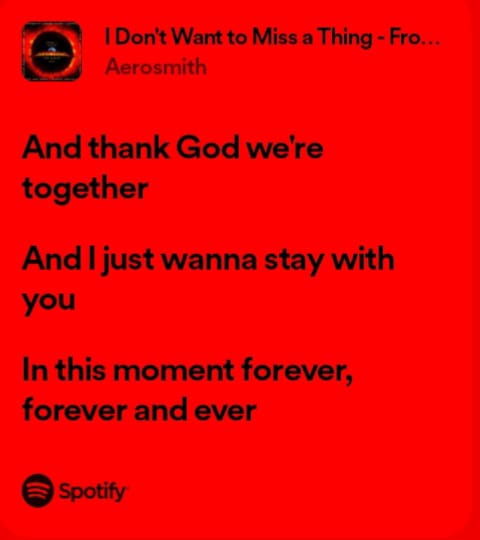 I Don't Want to Miss a Thing - Fro...
Aerosmith
And thank God we're
together
And I just wanna stay with
you
In this moment forever,
forever and ever
Spotify